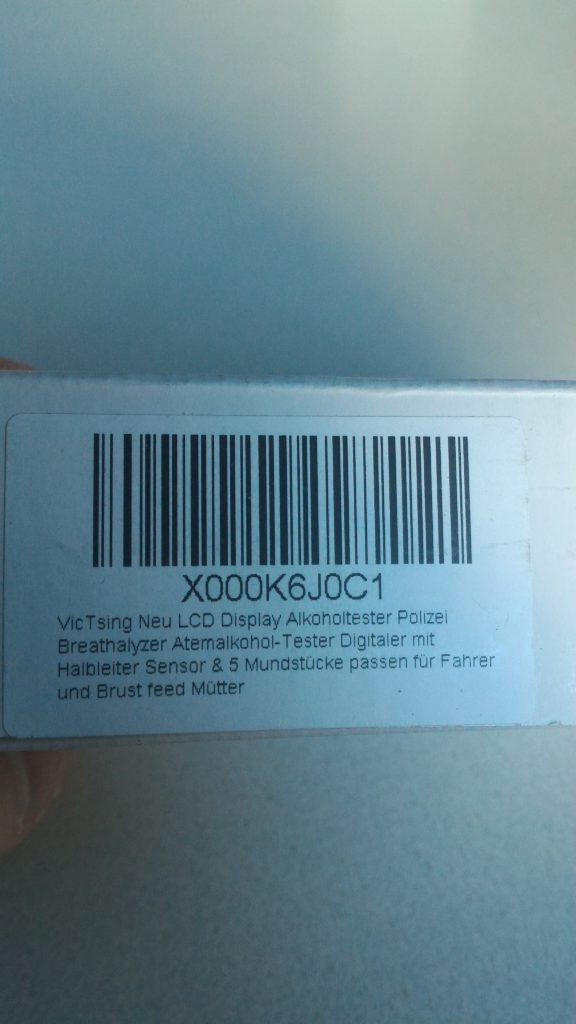 X000K6J0C1
VicTsing Neu LCD Display Alkoholtester Polizei
Breathalyzer Atemalkohol-Tester Digitaler mit
Halbleiter Sensor & 5 Mundstücke passen für Fahrer
und Brust feed Mütter